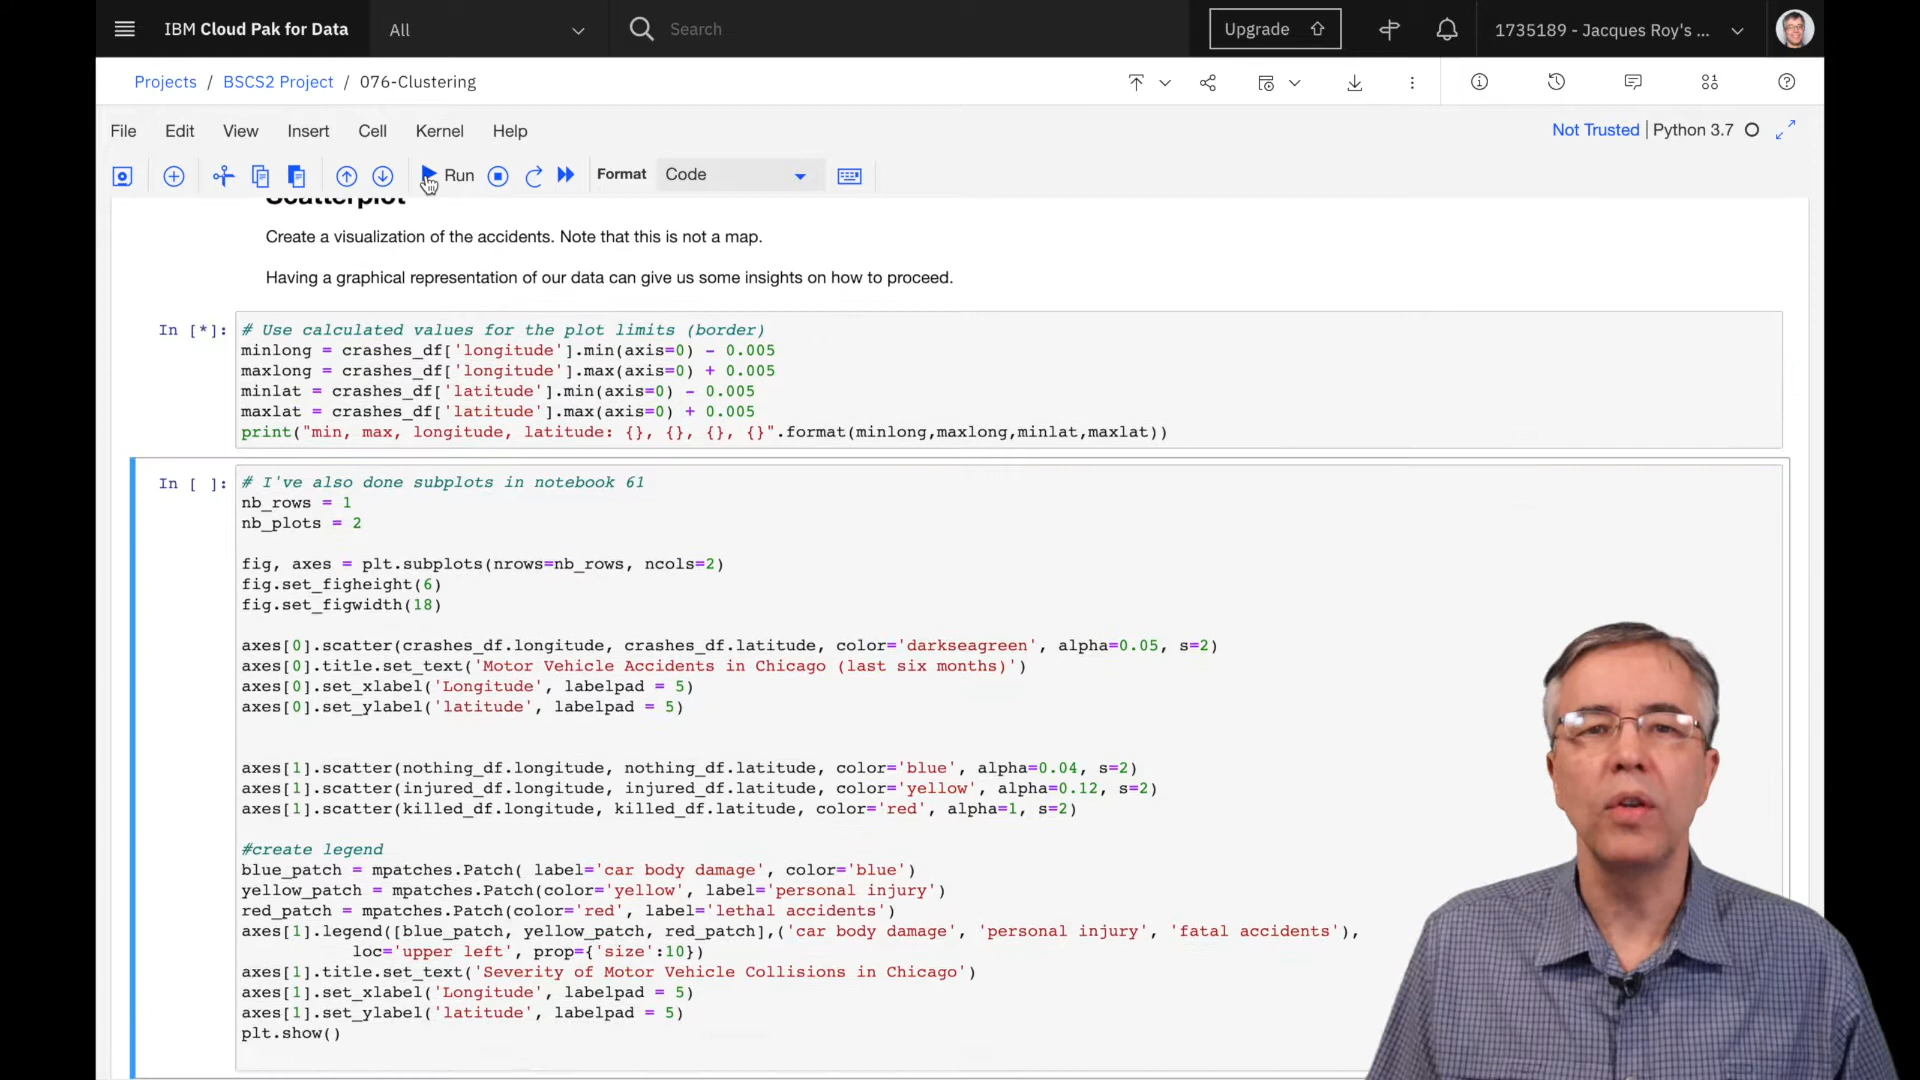 IBM Cloud Pak for Data
All
Search
Upgrade
1735189 - Jacques Roy's ...
Projects / BSCS2 Project / 076-Clustering
File Edit View Insert Cell Kernel Help
Not Trusted | Python 3.7
Run
Format
Code
Scatterplot
Create a visualization of the accidents. Note that this is not a map.
Having a graphical representation of our data can give us some insights on how to proceed.
In [*]:
# Use calculated values for the plot limits (border)
minlong = crashes_df['longitude'].min(axis=0) - 0.005
maxlong = crashes_df['longitude'].max(axis=0) + 0.005
minlat = crashes_df['latitude'].min(axis=0) - 0.005
maxlat = crashes_df['latitude'].max(axis=0) + 0.005
print("min, max, longitude, latitude: {}, {}, {}, {}".format(minlong,maxlong,minlat,maxlat))
In [ ]:
# I've also done subplots in notebook 61
nb_rows = 1
nb_plots = 2
fig, axes = plt.subplots(nrows=nb_rows, ncols=2)
fig.set_figheight(6)
fig.set_figwidth(18)
axes[0].scatter(crashes_df.longitude, crashes_df.latitude, color='darkseagreen', alpha=0.05, s=2)
axes[0].title.set_text('Motor Vehicle Accidents in Chicago (last six months)')
axes[0].set_xlabel('Longitude', labelpad = 5)
axes[0].set_ylabel('latitude', labelpad = 5)
axes[1].scatter(nothing_df.longitude, nothing_df.latitude, color='blue', alpha=0.04, s=2)
axes[1].scatter(injured_df.longitude, injured_df.latitude, color='yellow', alpha=0.12, s=2)
axes[1].scatter(killed_df.longitude, killed_df.latitude, color='red', alpha=1, s=2)
#create legend
blue_patch = mpatches.Patch( label='car body damage', color='blue')
yellow_patch = mpatches.Patch(color='yellow', label='personal injury')
red_patch = mpatches.Patch(color='red', label='lethal accidents')
axes[1].legend([blue_patch, yellow_patch, red_patch],('car body damage', 'personal injury', 'fatal accidents'),
loc='upper left', prop={'size':10})
axes[1].title.set_text('Severity of Motor Vehicle Collisions in Chicago')
axes[1].set_xlabel('Longitude', labelpad = 5)
axes[1].set_ylabel('latitude', labelpad = 5)
plt.show()